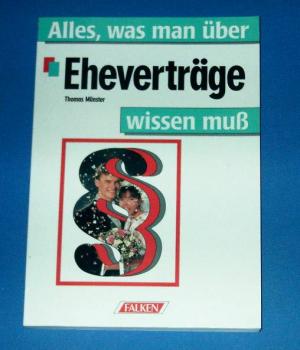 Alles, was man über
Eheverträge
Thomas Münster
wissen muß
FALKEN